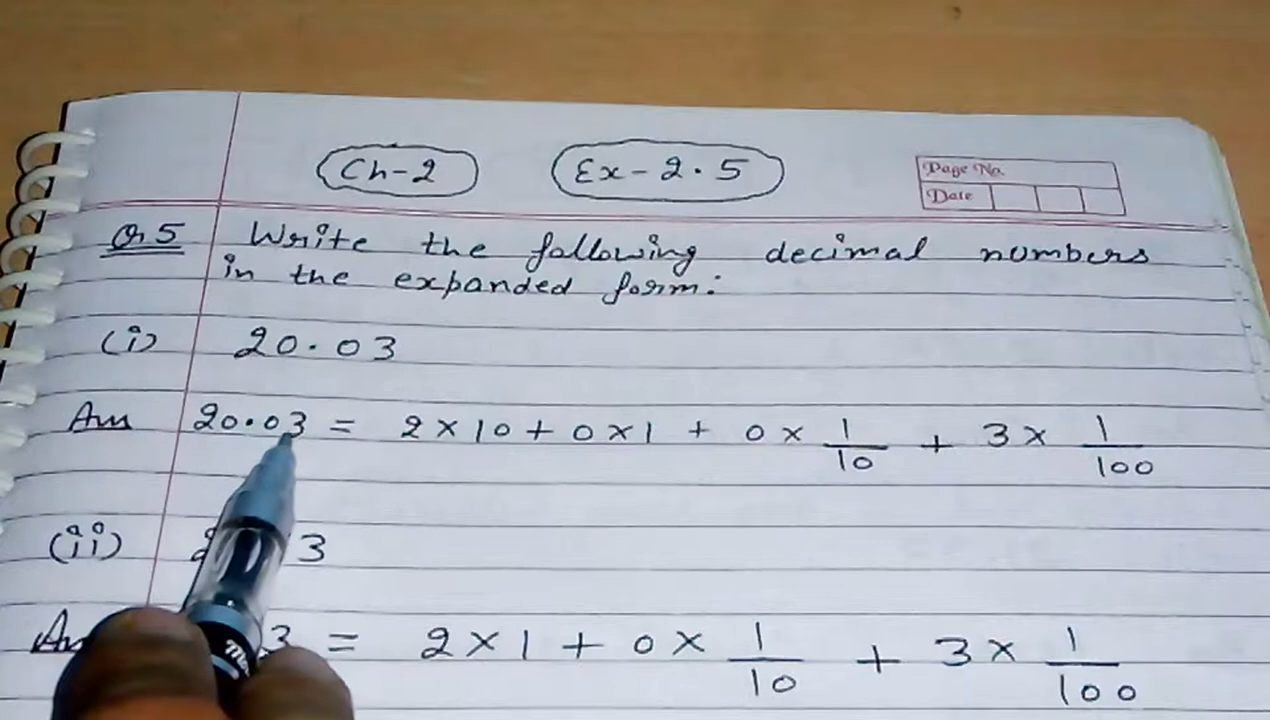 Ch-2 Ex-2.5
Page No.
Date
Q5 Write the following decimal numbers
in the expanded form:
(i) 20.03
Ans 20.03 = 2×10+0×1 + 0× 1/10 + 3× 1/100
(ii) 2 3
3 = 2×1 + 0× 1/10 + 3× 1/100